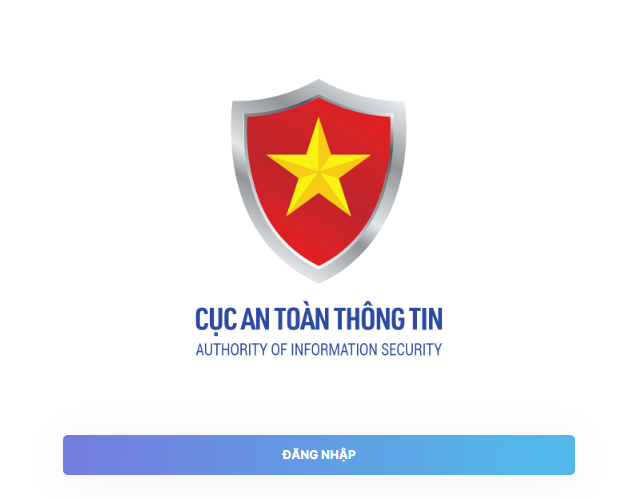 CỤC AN TOÀN THÔNG TIN
AUTHORITY OF INFORMATION SECURITY
ĐĂNG NHẬP